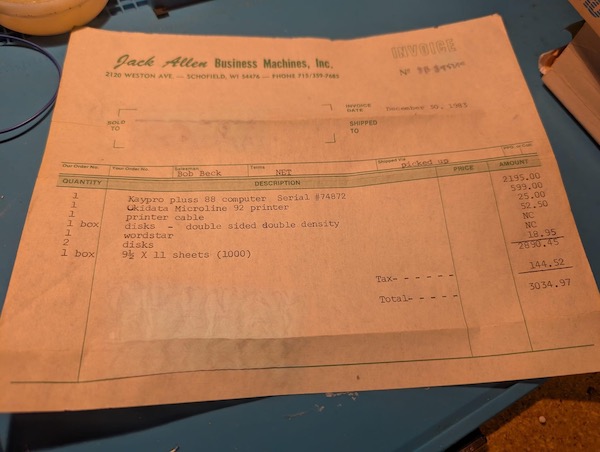 Jack Allen Business Machines, Inc.
INVOICE
2120 WESTON AVE. — SCHOFIELD, WI 54476 — PHONE 715/359-7885
Nº
INVOICE DATE December 30, 1983
SOLD TO
SHIPPED TO
Our Order No. Your Order No. Salesman Bob Beck Terms NET Shipped Via picked up
QUANTITY DESCRIPTION PRICE AMOUNT
1 Kaypro pluss 88 computer Serial #74872 2195.00
1 Okidata Microline 92 printer 599.00
1 printer cable 25.00
1 box disks - double sided double density 52.50
1 wordstar NC
2 disks NC
1 box 9½ X 11 sheets (1000) 18.95
2890.45
Tax- - - - - - 144.52
Total- - - - - 3034.97